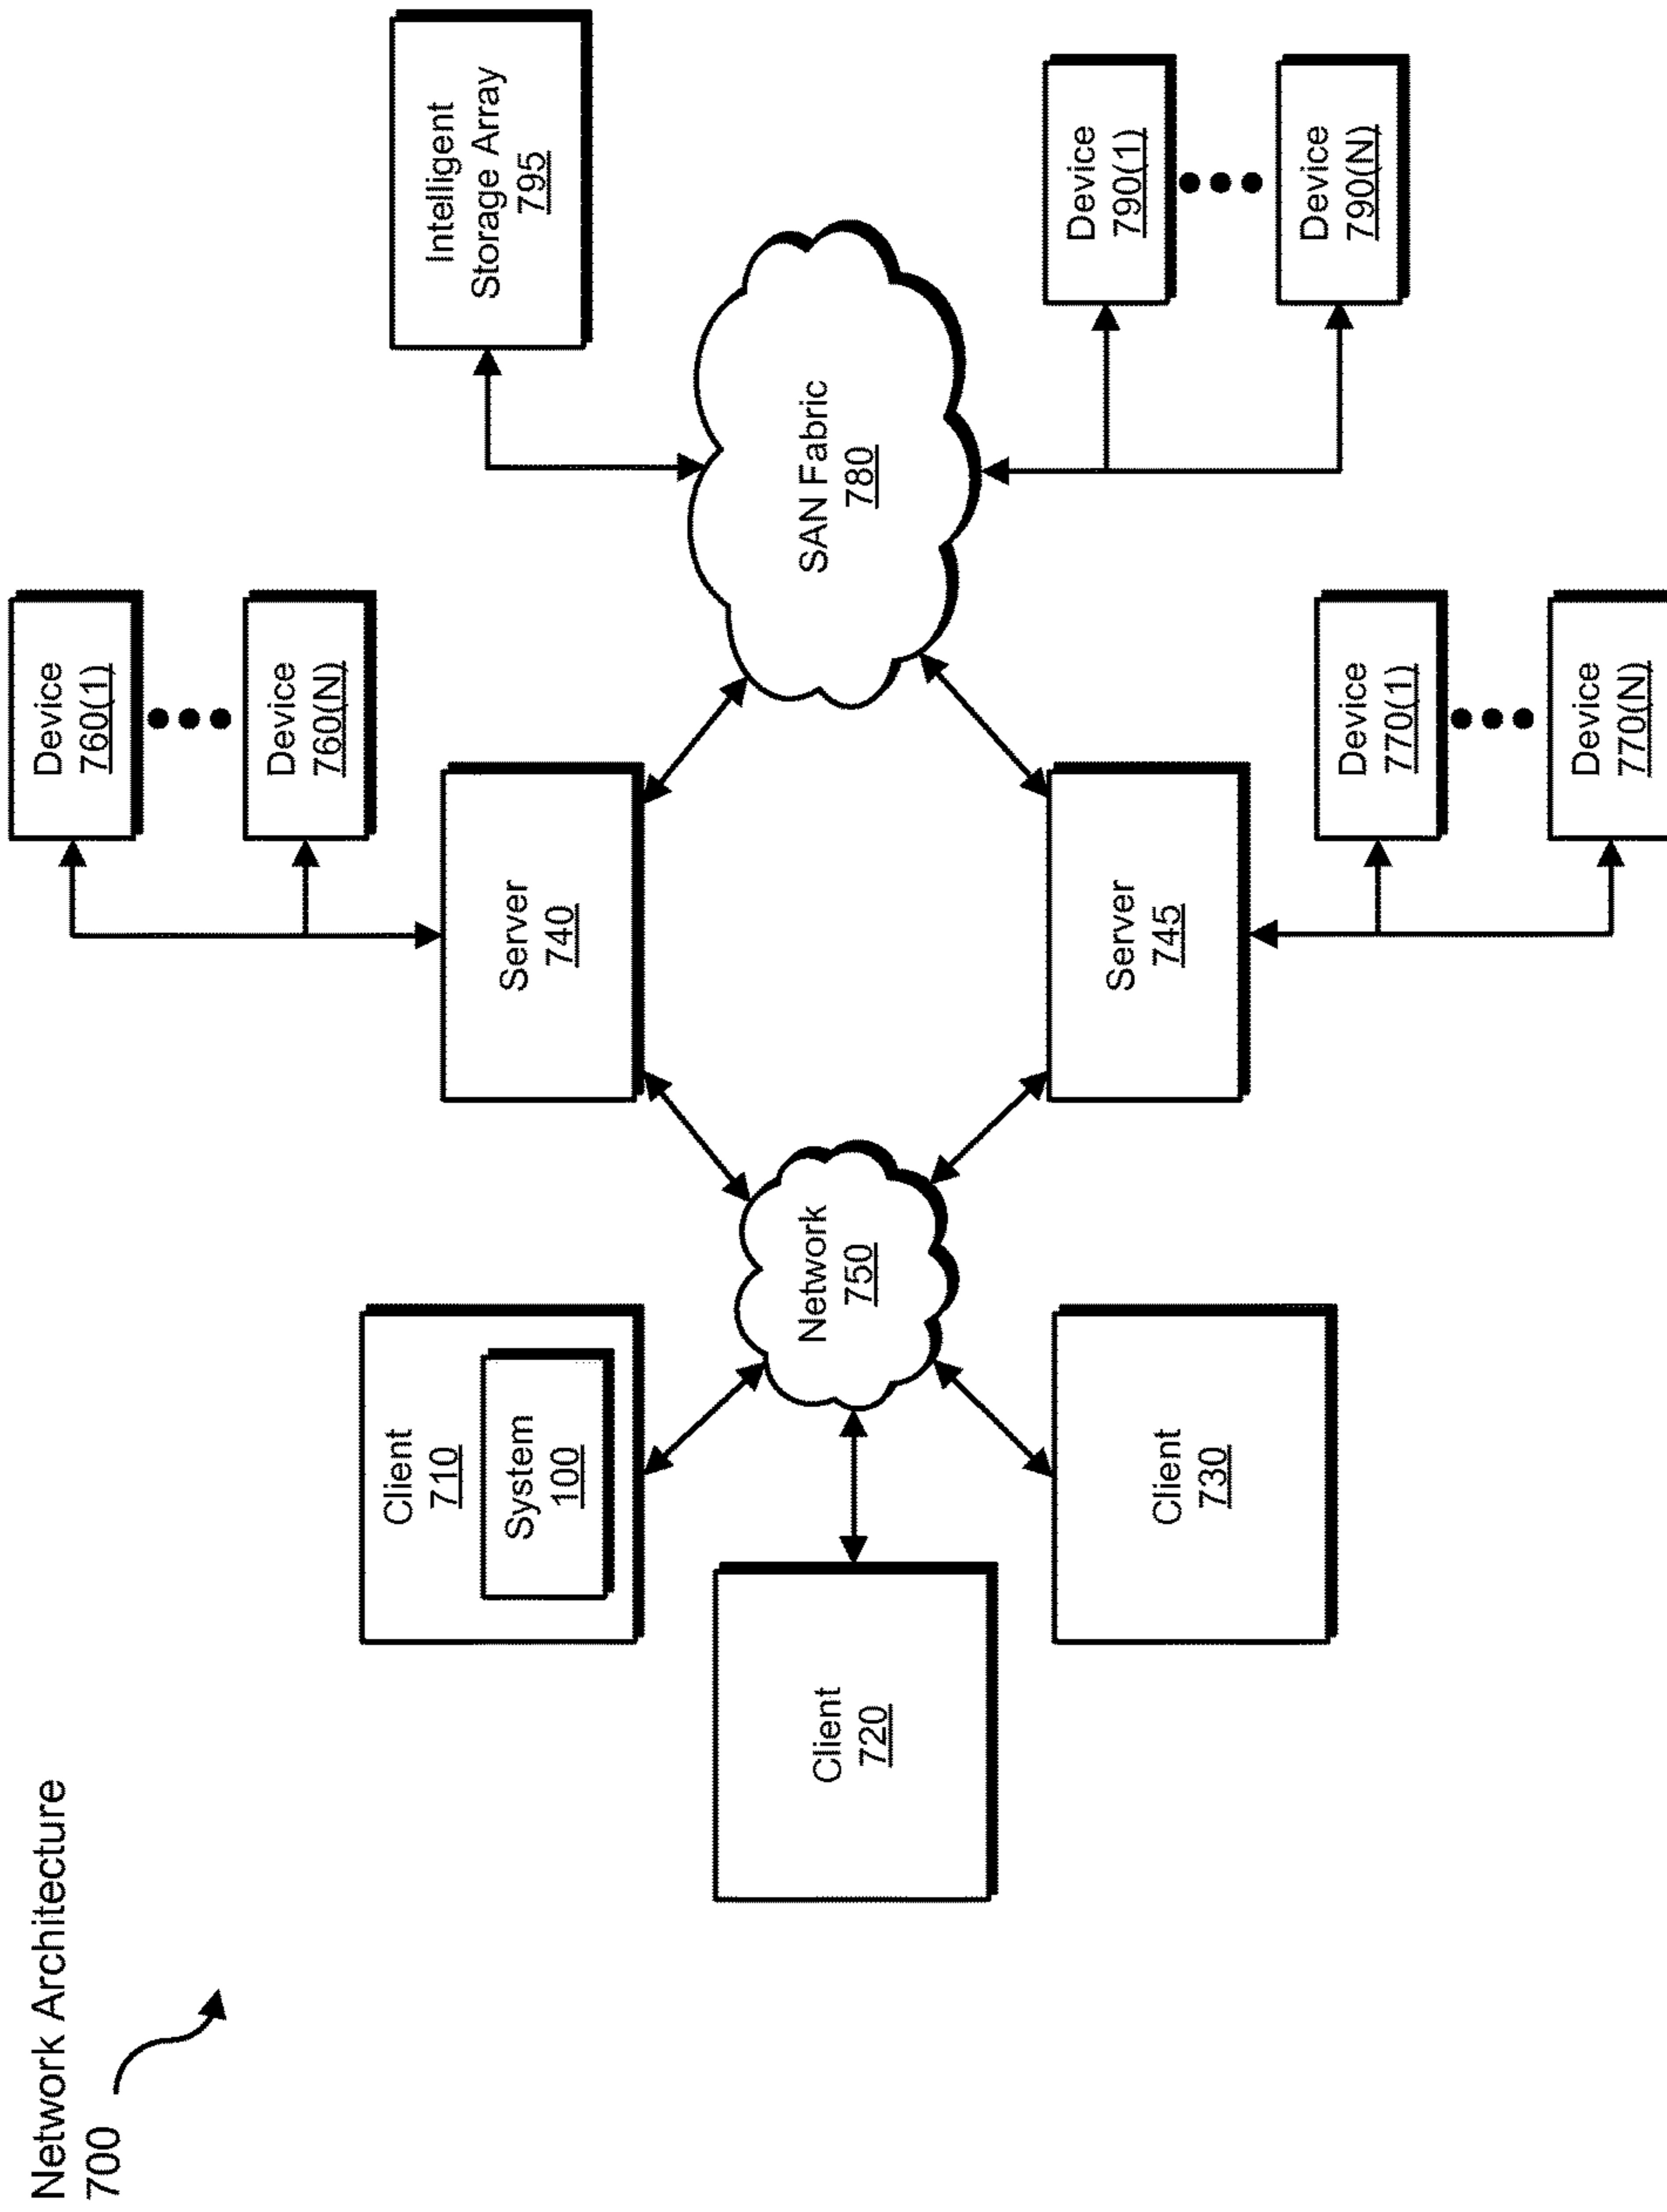 Network Architecture
700
Client
710
System
100
Client
720
Client
730
Network
750
Device
760(1)
Device
760(N)
Server
740
Server
745
Device
770(1)
Device
770(N)
SAN Fabric
780
Intelligent
Storage Array
795
Device
790(1)
Device
790(N)